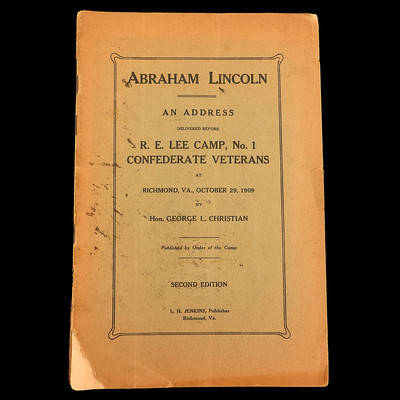 ABRAHAM LINCOLN
AN ADDRESS
DELIVERED BEFORE
R. E. LEE CAMP, No. 1
CONFEDERATE VETERANS
AT
RICHMOND, VA., OCTOBER 29, 1909
BY
Hon. GEORGE L. CHRISTIAN
Published by Order of the Camp
SECOND EDITION
L. H. JENKINS, Publisher
Richmond, Va.